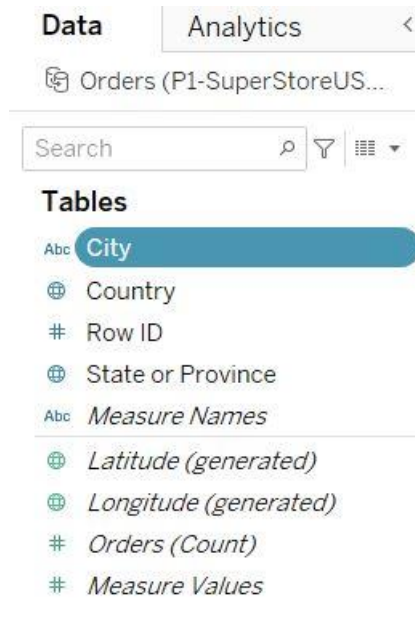 Data Analytics <
Orders (P1-SuperStoreUS...
Search
Tables
Abc City
Country
# Row ID
State or Province
Abc Measure Names
Latitude (generated)
Longitude (generated)
# Orders (Count)
# Measure Values